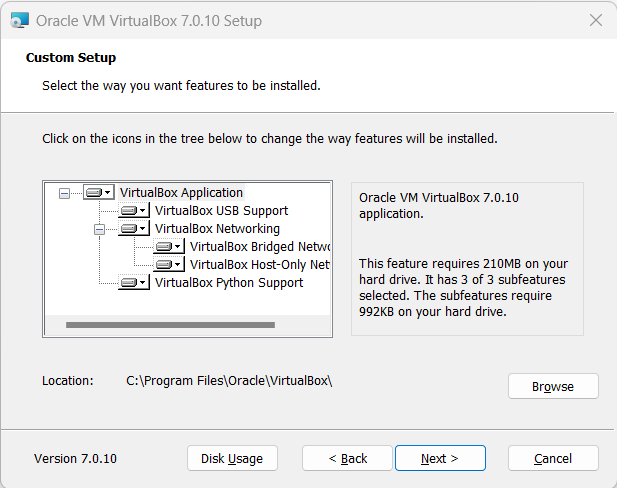 Oracle VM VirtualBox 7.0.10 Setup
Custom Setup
Select the way you want features to be installed.
Click on the icons in the tree below to change the way features will be installed.
VirtualBox Application
VirtualBox USB Support
VirtualBox Networking
VirtualBox Bridged Netwo
VirtualBox Host-Only Net
VirtualBox Python Support
Oracle VM VirtualBox 7.0.10
application.
This feature requires 210MB on your
hard drive. It has 3 of 3 subfeatures
selected. The subfeatures require
992KB on your hard drive.
Location: C:\Program Files\Oracle\VirtualBox\
Browse
Version 7.0.10 Disk Usage < Back Next > Cancel